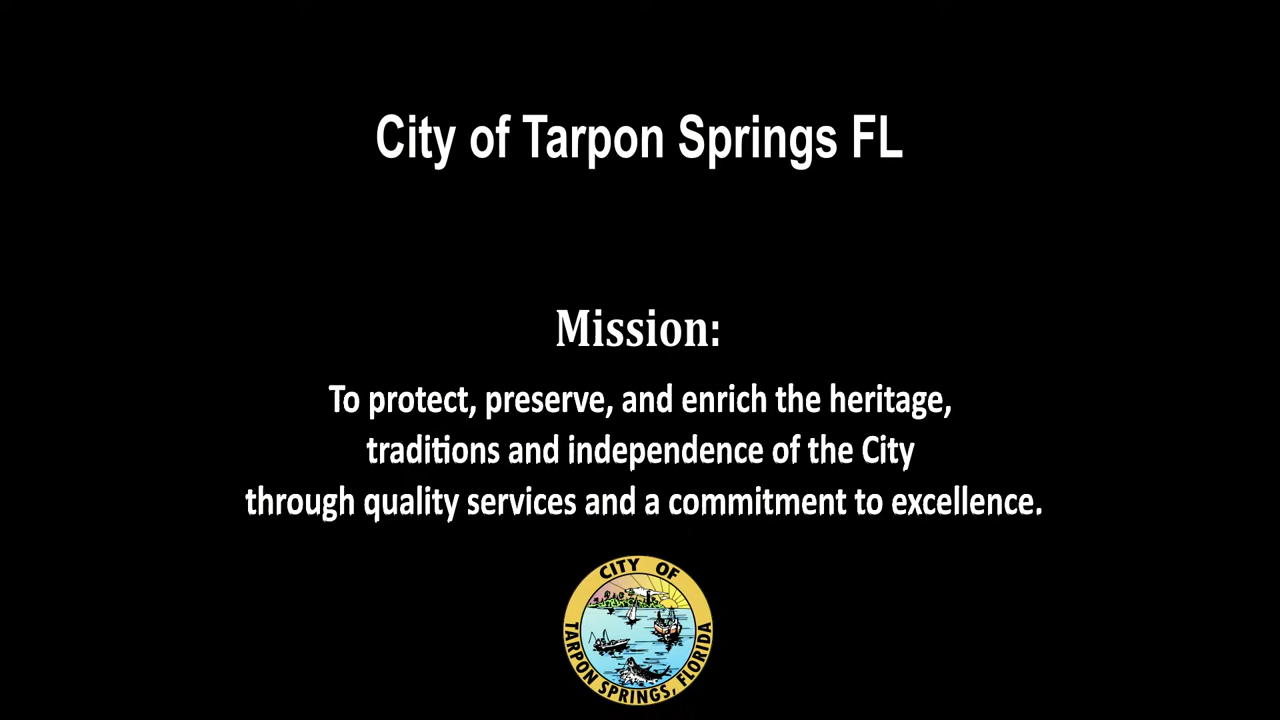 City of Tarpon Springs FL
Mission:
To protect, preserve, and enrich the heritage,
traditions and independence of the City
through quality services and a commitment to excellence.
CITY OF
TARPON SPRINGS, FLORIDA